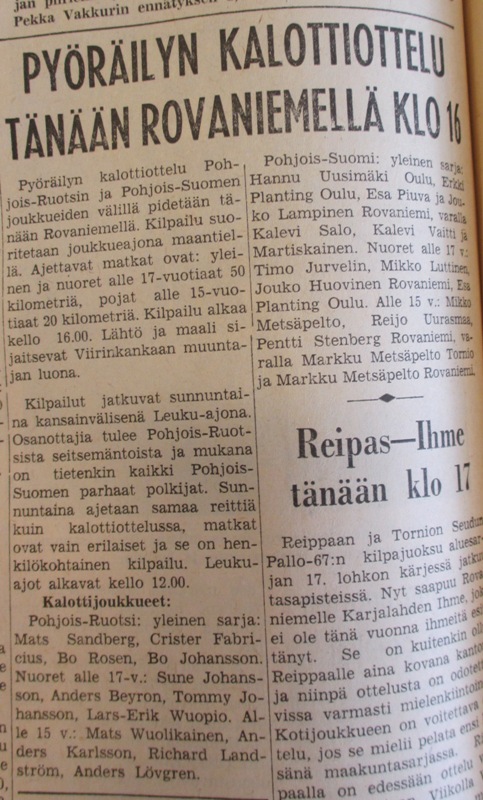 jan
Pekka Vakkurin ennätyksen
PYÖRÄILYN KALOTTIOTTELU
TÄNÄÄN ROVANIEMELLÄ KLO 16
Pyöräilyn kalottiottelu Poh-
jois-Ruotsin ja Pohjois-Suomen
joukkueiden välillä pidetään tä-
nään Rovaniemellä. Kilpailu suo-
ritetaan joukkueajona maantiel-
lä. Ajettavat matkat ovat: ylei-
nen ja nuoret alle 17-vuotiaat 50
kilometriä, pojat alle 15-vuo-
tiaat 20 kilometriä. Kilpailu alkaa
kello 16.00. Lähtö ja maali si-
jaitsevat Viirinkankaan muunta-
jan luona.
Kilpailut jatkuvat sunnuntai-
na kansainvälisenä Leuku-ajona.
Osanottajia tulee Pohjois-Ruot-
sista seitsemäntoista ja mukana
on tietenkin kaikki Pohjois-
Suomen parhaat polkijat. Sun-
nuntaina ajetaan samaa reittiä
kuin kalottiottelussa, matkat
ovat vain erilaiset ja se on hen-
kilökohtainen kilpailu. Leuku-
ajot alkavat kello 12.00.
Kalottijoukkueet:
Pohjois-Ruotsi: yleinen sarja:
Mats Sandberg, Crister Fabri-
cius, Bo Rosen, Bo Johansson.
Nuoret alle 17-v.: Sune Johans-
son, Anders Beyron, Tommy Jo-
hansson, Lars-Erik Wuopio. Al-
le 15 v.: Mats Wuolikainen, An-
ders Karlsson, Richard Land-
ström, Anders Lövgren.
Pohjois-Suomi: yleinen sarja:
Hannu Uusimäki Oulu, Erkki
Planting Oulu, Esa Piuva ja Jou-
ko Lampinen Rovaniemi, varalla
Kalevi Salo, Kalevi Vaitti ja
Martiskainen. Nuoret alle 17 v.:
Timo Jurvelin, Mikko Luttinen,
Jouko Huovinen Rovaniemi, Esa
Planting Oulu. Alle 15 v.: Mikko
Metsäpelto, Reijo Uurasmaa,
Pentti Stenberg Rovaniemi, va-
ralla Markku Metsäpelto Tornio
ja Markku Metsäpelto Rovaniemi.
Reipas—Ihme
tänään klo 17
Reippaan ja Tornion Seudun
Pallo-67:n kilpajuoksu aluesar-
jan 17. lohkon kärjessä jatkuu
tasapisteissä. Nyt saapuu Rova-
niemelle Karjalahden Ihme, joka
ei ole tänä vuonna ihmeitä esi
tänyt. Se on kuitenkin ollut
Reippaalle aina kovana kanto
ja niinpä ottelusta on odotett
vissa varmasti mielenkiintoin
Kotijoukkueen on voitettava
telu, jos se mielii pelata ensi
sänä maakuntasarjassa.
paalla on edessään ottelu
Viikolla